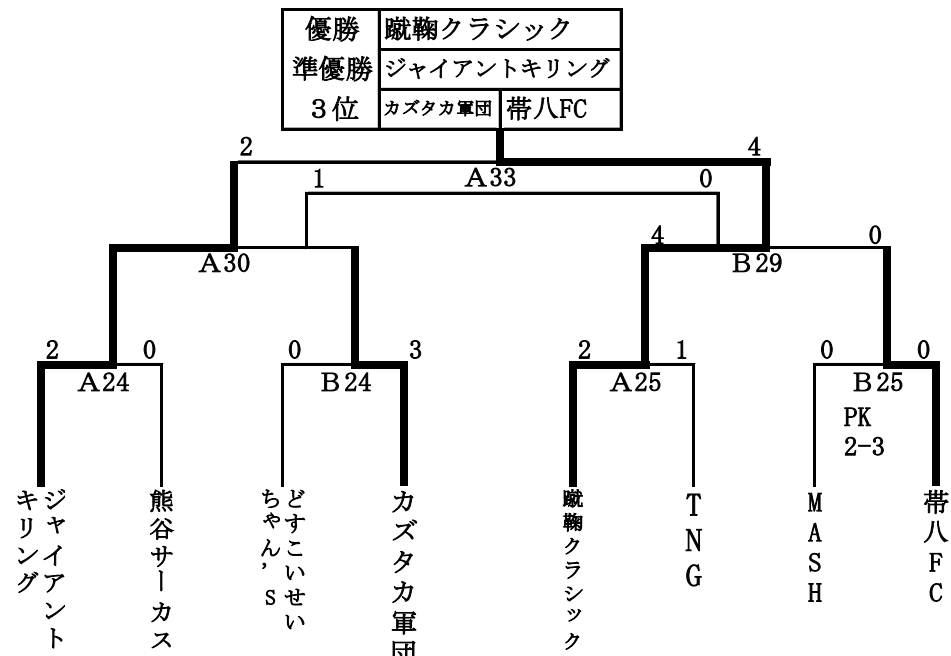 優勝 蹴鞠クラシック
準優勝 ジャイアントキリング
３位 カズタカ軍団 帯八FC
2 4
A33
1 0
4 0
A30 B29
2 0 0 3 2 1 0 0
A24 B24 A25 B25
PK
2-3
ジャイアント
キリング
熊谷サーカス
どすこいせい
ちゃん’S
カズタカ軍団
蹴鞠クラシック
TNG
MASH
帯八FC